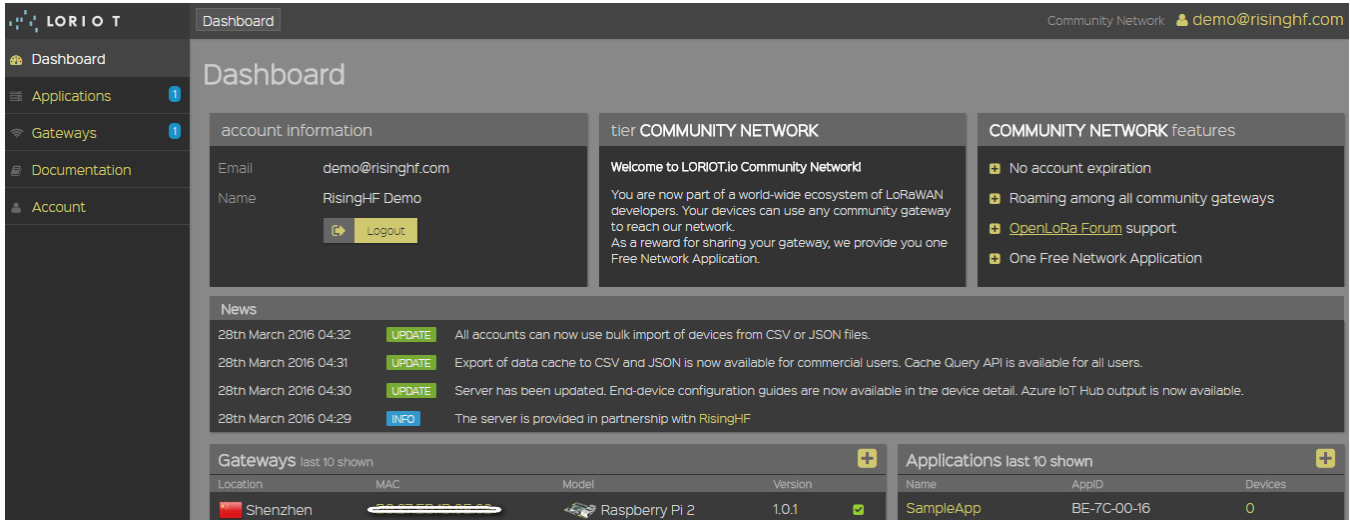 LORIOT
Dashboard
Community Network demo@risinghf.com
Dashboard
Applications 1
Gateways 1
Documentation
Account
Dashboard
account information
Email demo@risinghf.com
Name RisingHF Demo
Logout
tier COMMUNITY NETWORK
Welcome to LORIOT.io Community Network!
You are now part of a world-wide ecosystem of LoRaWAN
developers. Your devices can use any community gateway
to reach our network.
As a reward for sharing your gateway, we provide you one
Free Network Application.
COMMUNITY NETWORK features
No account expiration
Roaming among all community gateways
OpenLoRa Forum support
One Free Network Application
News
28th March 2016 04:32 UPDATE All accounts can now use bulk import of devices from CSV or JSON files.
28th March 2016 04:31 UPDATE Export of data cache to CSV and JSON is now available for commercial users. Cache Query API is available for all users.
28th March 2016 04:30 UPDATE Server has been updated. End-device configuration guides are now available in the device detail. Azure IoT Hub output is now available.
28th March 2016 04:29 INFO The server is provided in partnership with RisingHF
Gateways last 10 shown
Location MAC Model Version
Shenzhen Raspberry Pi 2 1.0.1
Applications last 10 shown
Name AppID Devices
SampleApp BE-7C-00-16 0